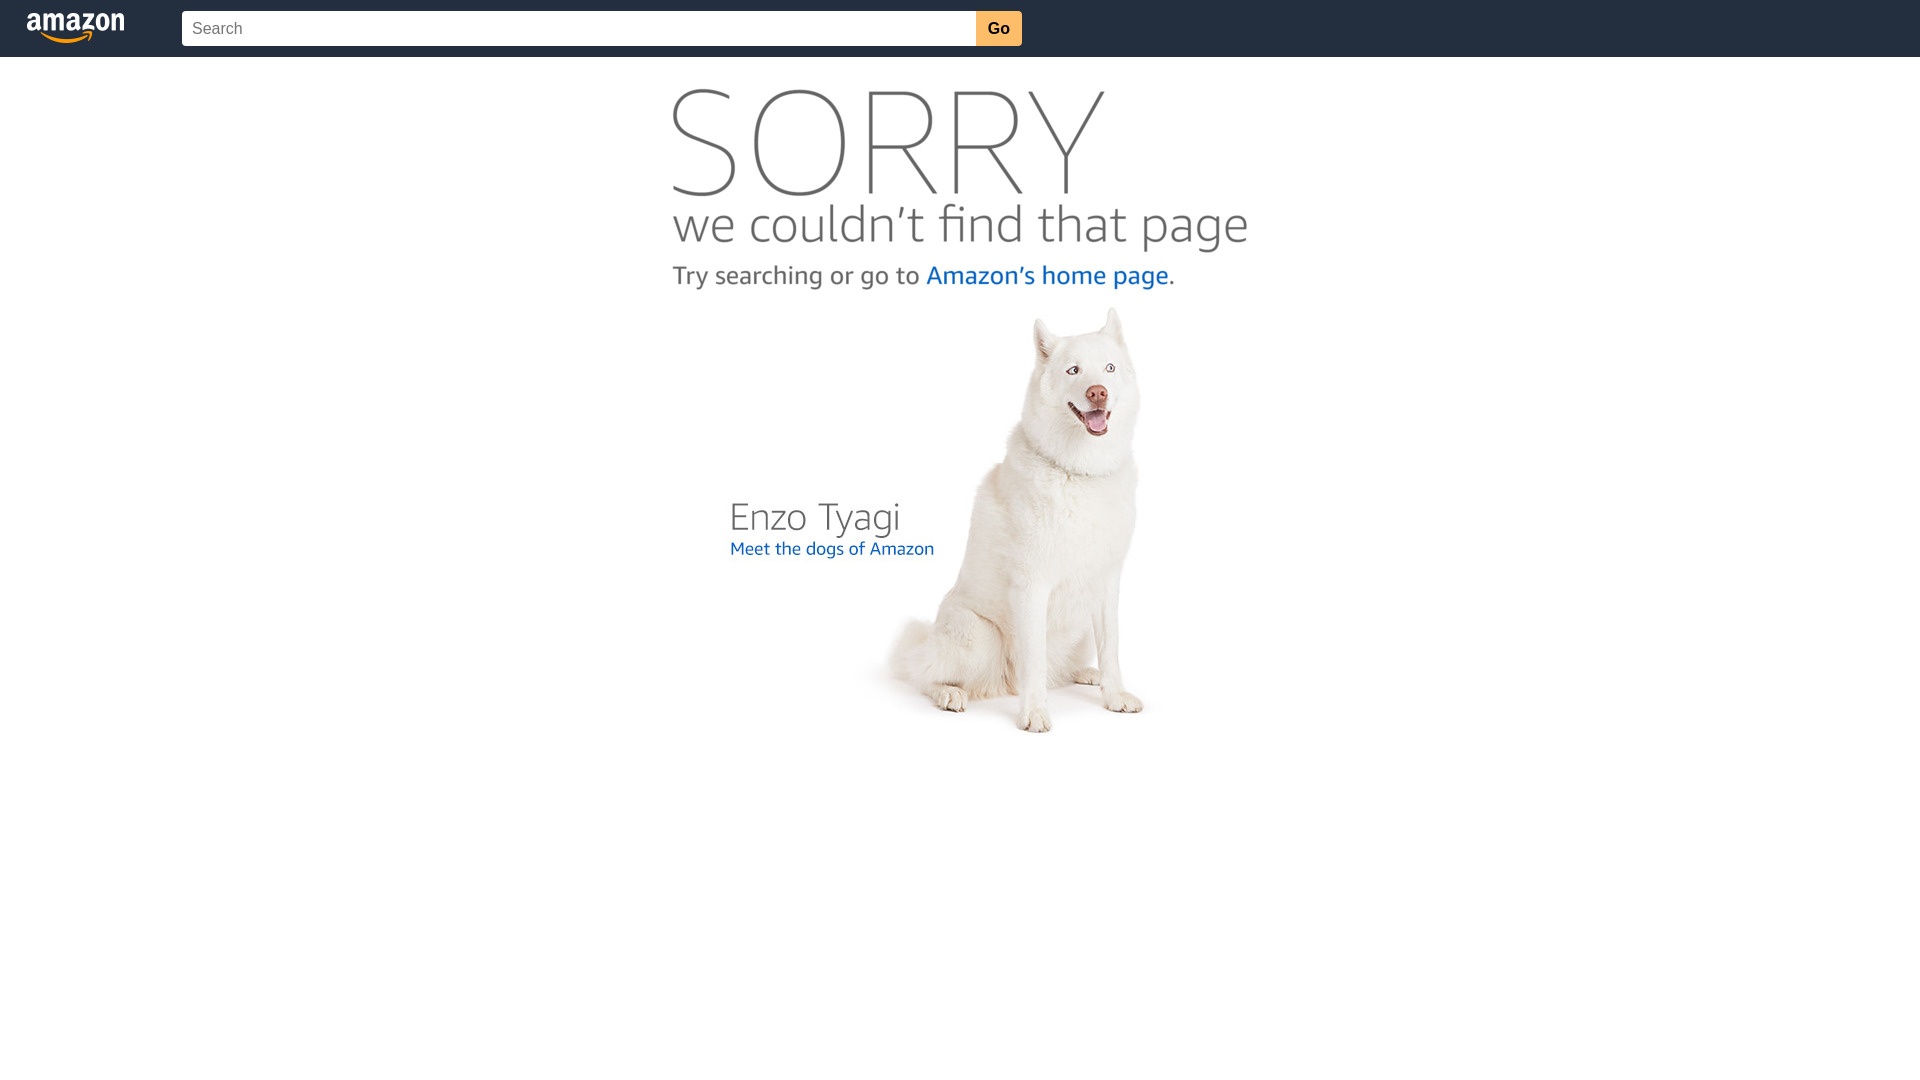 amazon
Search
Go
SORRY
we couldn't find that page
Try searching or go to Amazon's home page.
Enzo Tyagi
Meet the dogs of Amazon